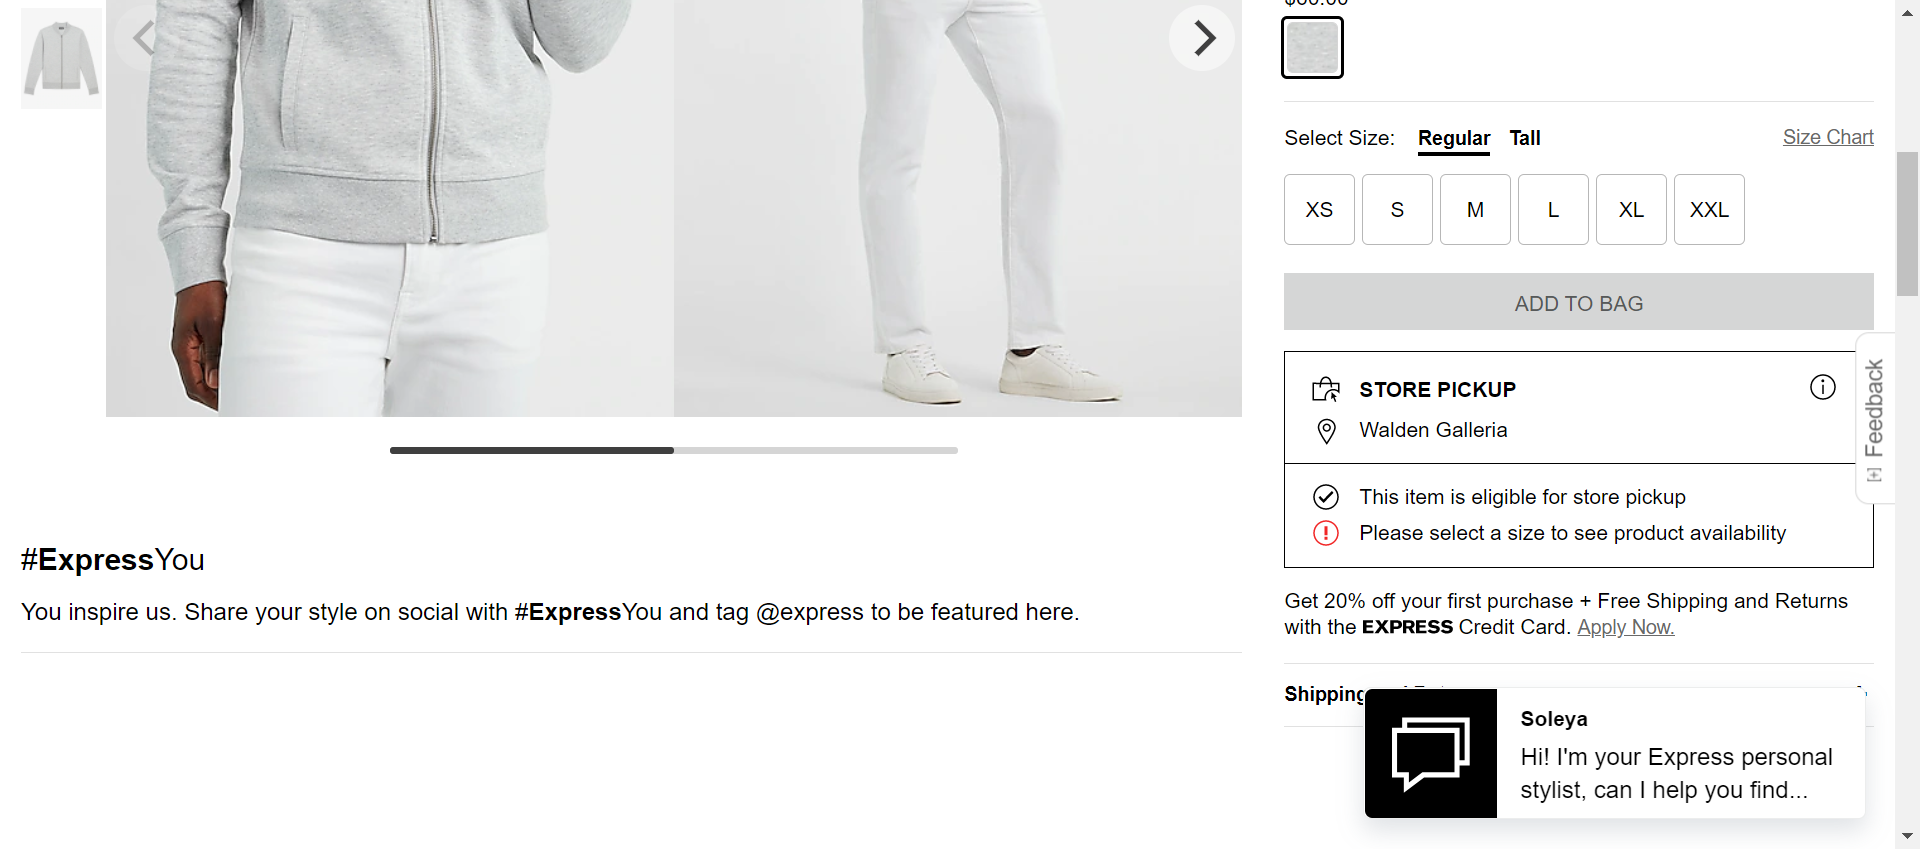 Select Size: Regular Tall Size Chart
XS S M L XL XXL
ADD TO BAG
STORE PICKUP
Walden Galleria
[+] Feedback
This item is eligible for store pickup
Please select a size to see product availability
#ExpressYou
You inspire us. Share your style on social with #ExpressYou and tag @express to be featured here.
Get 20% off your first purchase + Free Shipping and Returns
with the EXPRESS Credit Card. Apply Now.
Shipping
Soleya
Hi! I'm your Express personal
stylist, can I help you find...